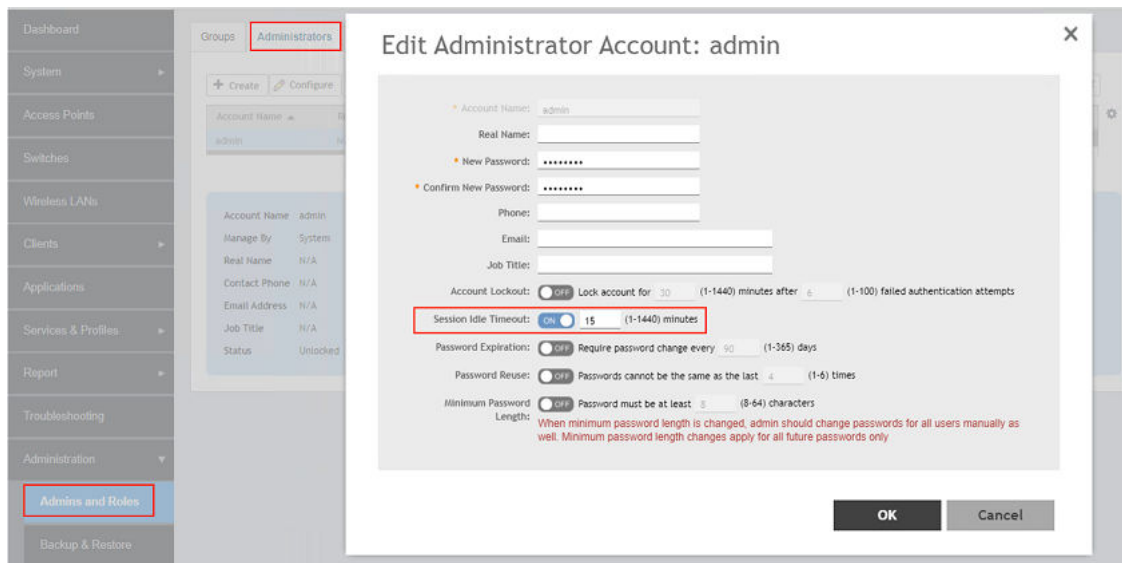 Dashboard
System
Access Points
Switches
Wireless LANs
Clients
Applications
Services & Profiles
Report
Troubleshooting
Administration
Admins and Roles
Backup & Restore
Groups
Administrators
Create
Configure
Account Name
admin
Account Name admin
Manage By System
Real Name N/A
Contact Phone N/A
Email Address N/A
Job Title N/A
Status Unlocked
Edit Administrator Account: admin
* Account Name: admin
Real Name:
* New Password: ••••••••
* Confirm New Password: ••••••••
Phone:
Email:
Job Title:
Account Lockout: OFF Lock account for 30 (1-1440) minutes after 6 (1-100) failed authentication attempts
Session Idle Timeout: ON 15 (1-1440) minutes
Password Expiration: OFF Require password change every 90 (1-365) days
Password Reuse: OFF Passwords cannot be the same as the last 4 (1-6) times
Minimum Password Length: OFF Password must be at least 8 (8-64) characters
When minimum password length is changed, admin should change passwords for all users manually as
well. Minimum password length changes apply for all future passwords only
OK
Cancel